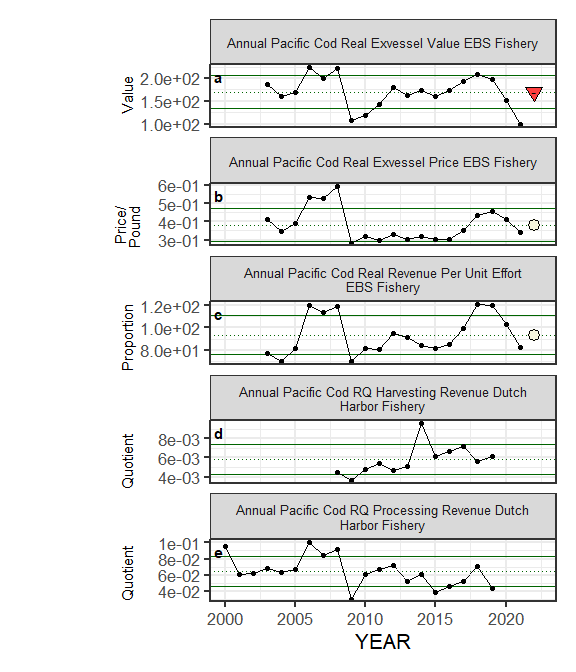 Annual Pacific Cod Real Exvessel Value EBS Fishery
Value
2.0e+02
1.5e+02
1.0e+02
a
-
Annual Pacific Cod Real Exvessel Price EBS Fishery
Price/
Pound
6e-01
5e-01
4e-01
3e-01
b
Annual Pacific Cod Real Revenue Per Unit Effort
EBS Fishery
Proportion
1.2e+02
1.0e+02
8.0e+01
c
Annual Pacific Cod RQ Harvesting Revenue Dutch
Harbor Fishery
Quotient
8e-03
6e-03
4e-03
d
Annual Pacific Cod RQ Processing Revenue Dutch
Harbor Fishery
Quotient
1e-01
8e-02
6e-02
4e-02
e
2000 2005 2010 2015 2020
YEAR